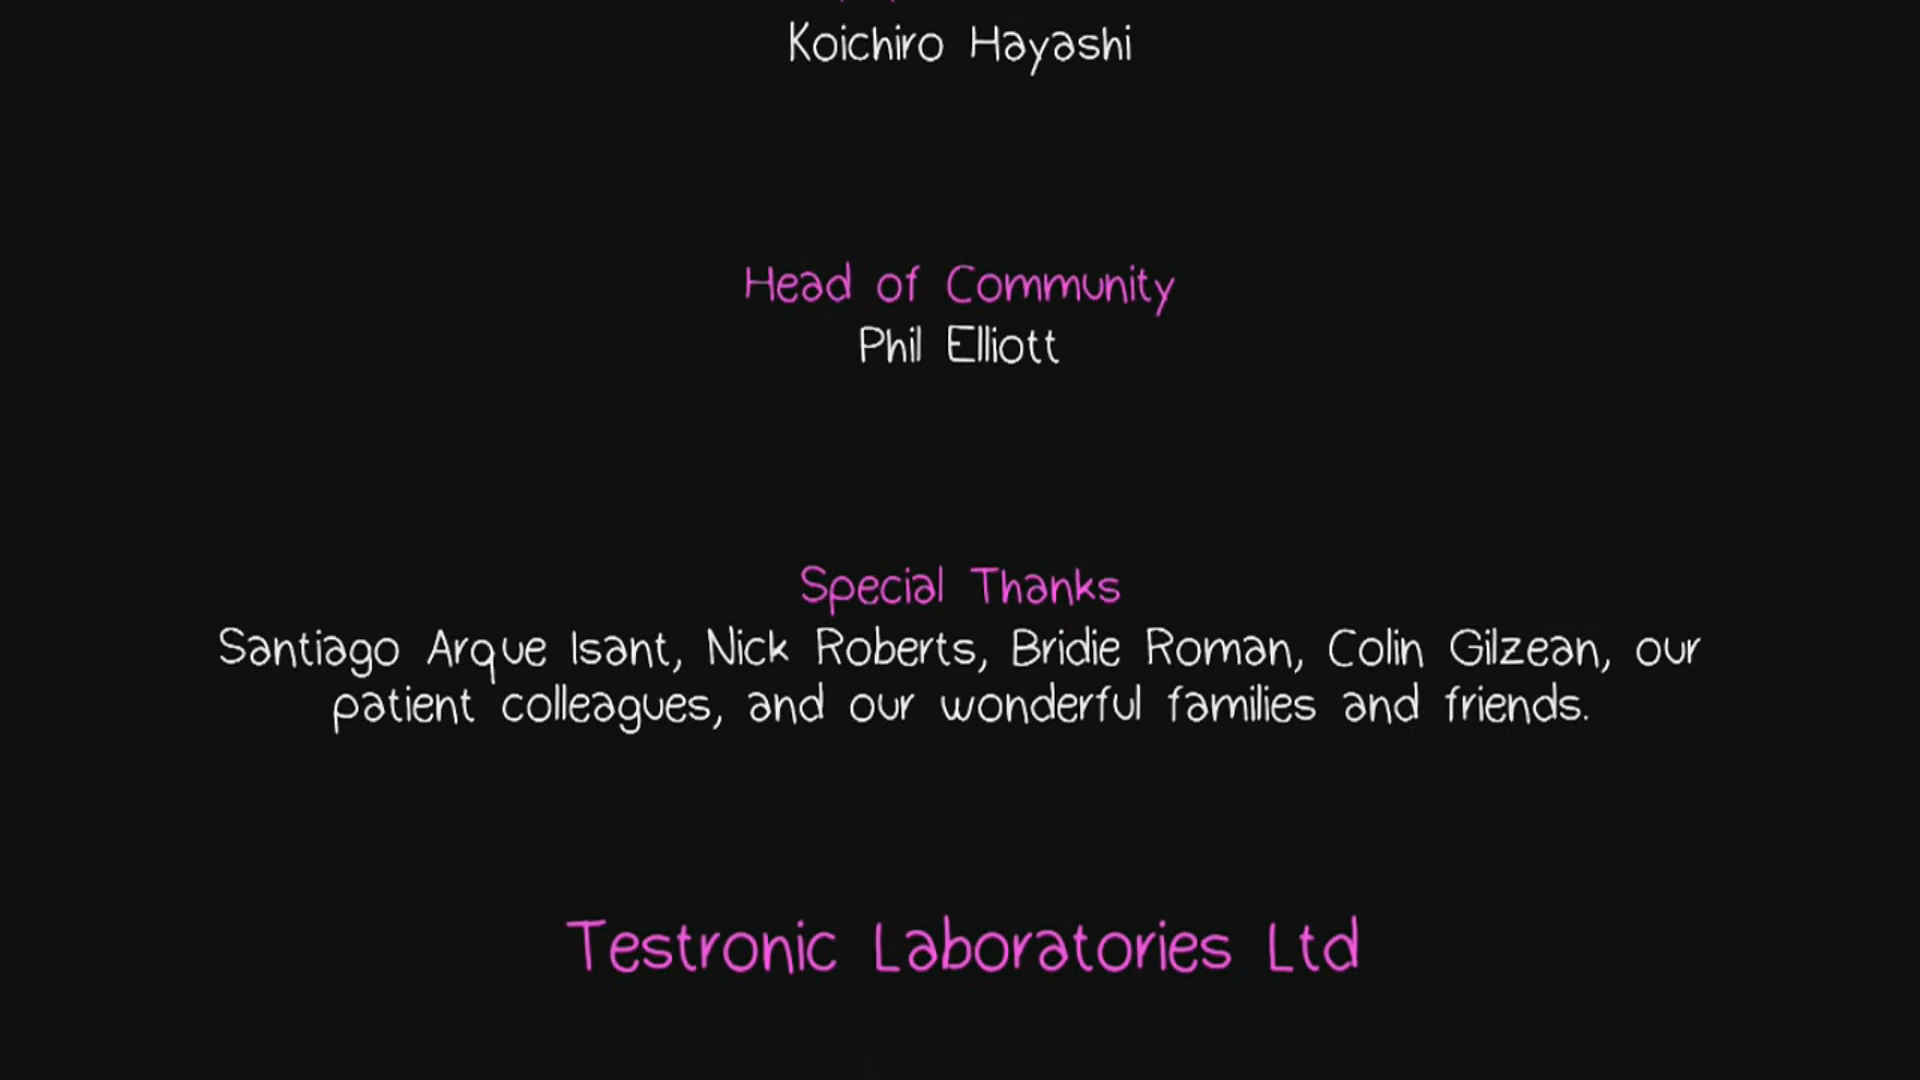 Koichiro Hayashi
Head of Community
Phil Elliott
Special Thanks
Santiago Arque Isant, Nick Roberts, Bridie Roman, Colin Gilzean, our
patient colleagues, and our wonderful families and friends.
Testronic Laboratories Ltd